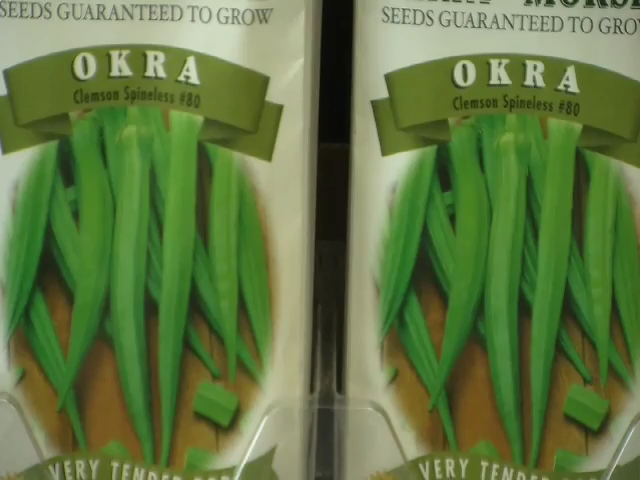 SEEDS GUARANTEED TO GROW
OKRA
Clemson Spineless #80
VERY TENDER
SEEDS GUARANTEED TO GROW
OKRA
Clemson Spineless #80
VERY TENDER